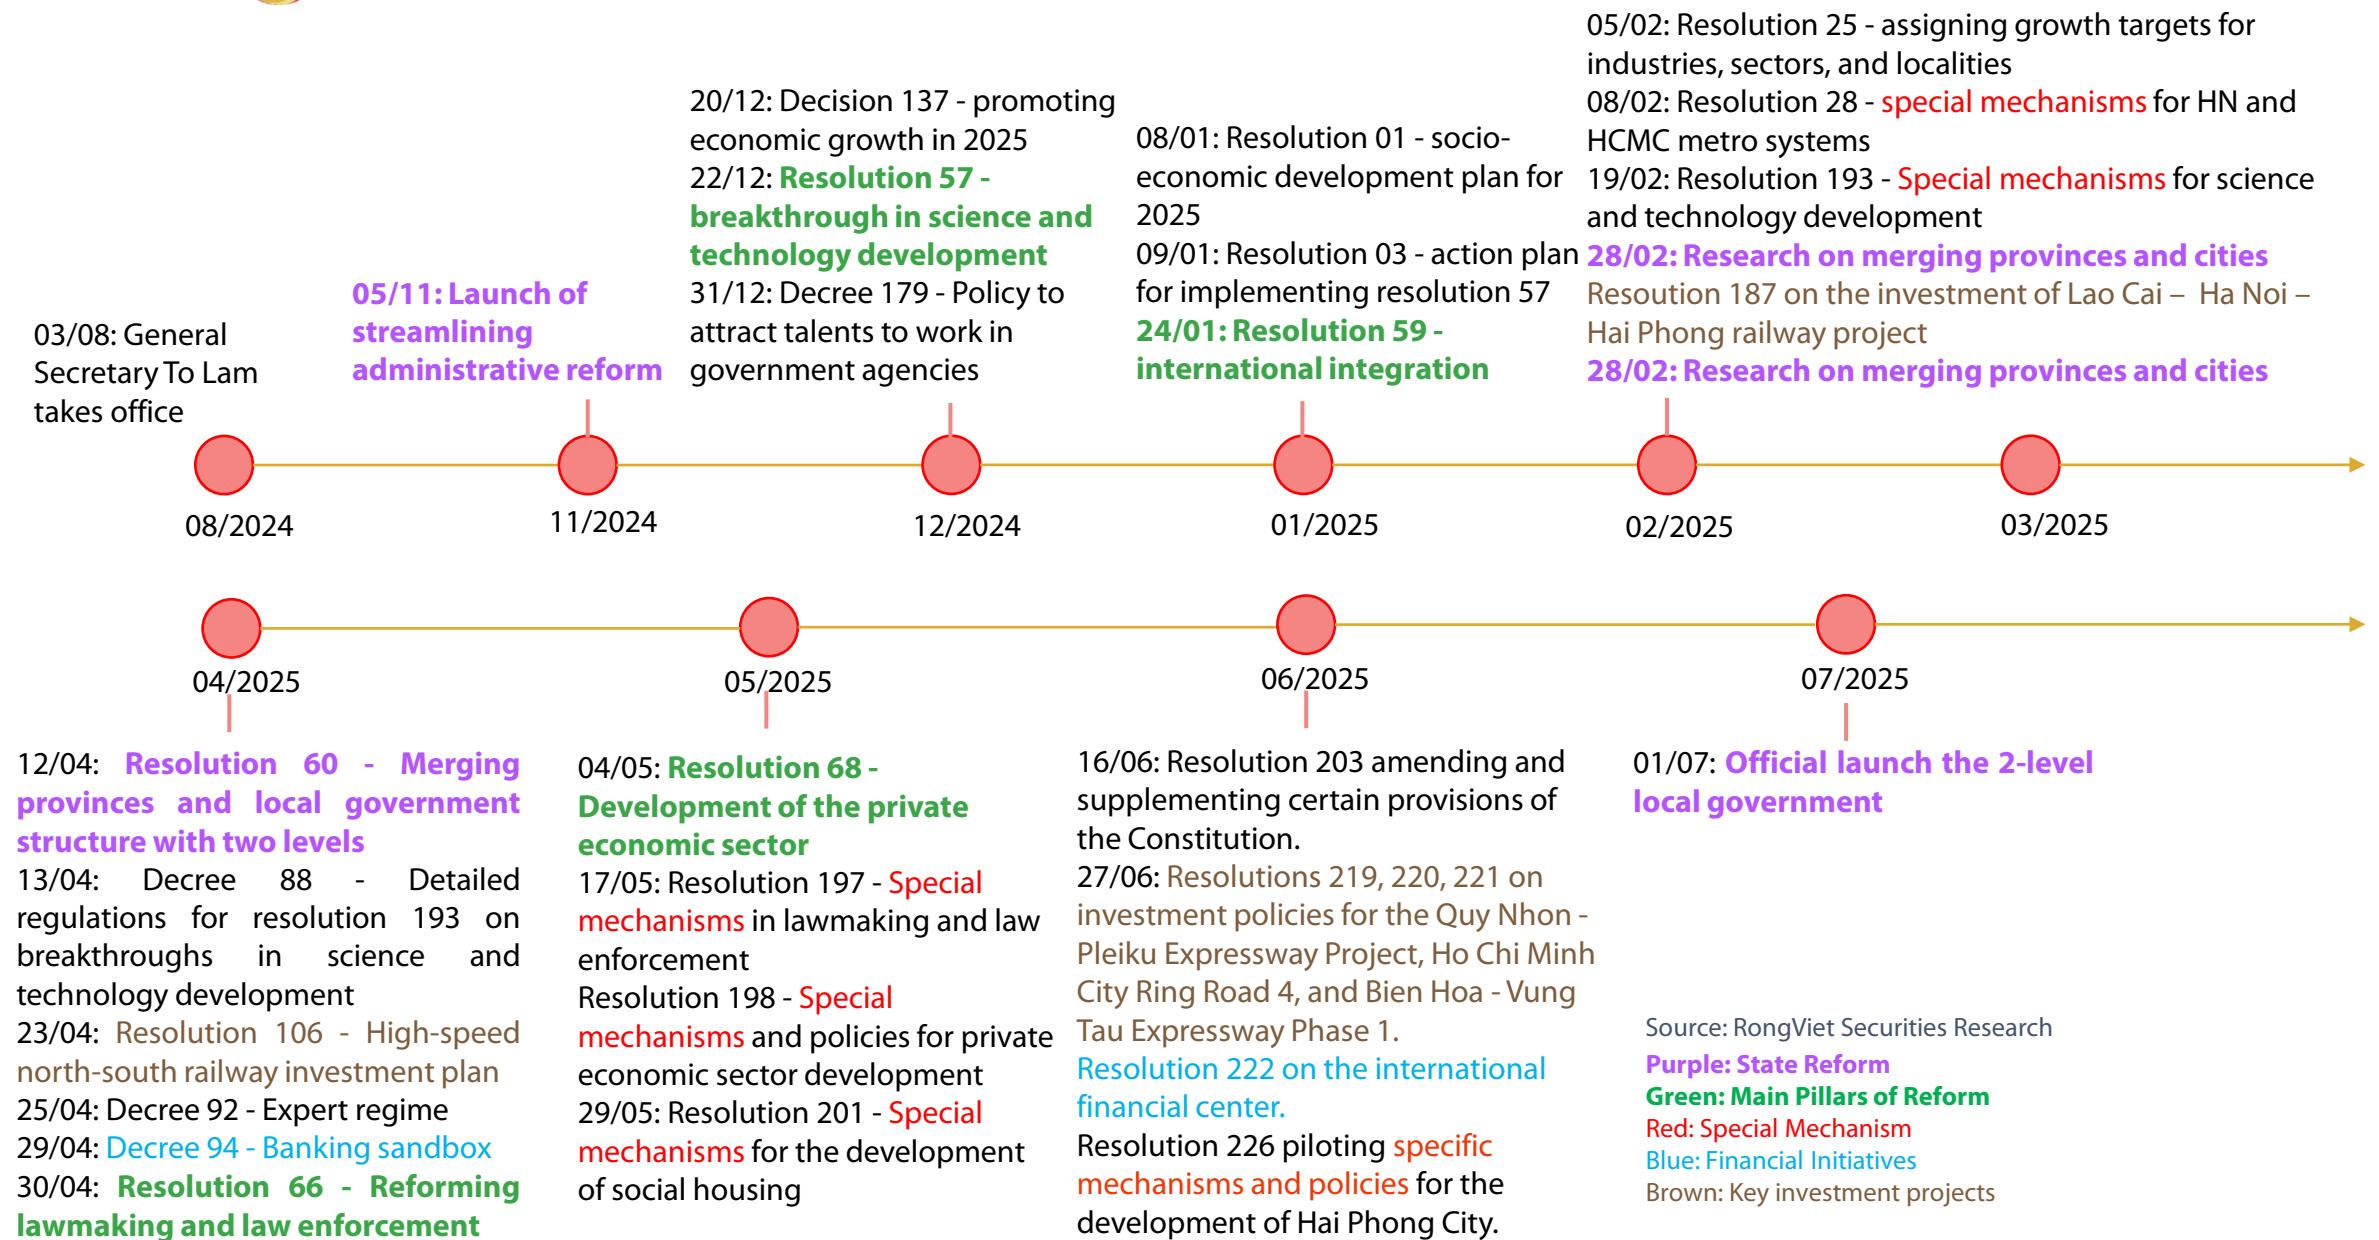 03/08: General
Secretary To Lam
takes office
05/11: Launch of
streamlining
administrative reform
20/12: Decision 137 - promoting
economic growth in 2025
22/12: Resolution 57 -
breakthrough in science and
technology development
31/12: Decree 179 - Policy to
attract talents to work in
government agencies
08/01: Resolution 01 - socio-
economic development plan for
2025
09/01: Resolution 03 - action plan
for implementing resolution 57
24/01: Resolution 59 -
international integration
05/02: Resolution 25 - assigning growth targets for
industries, sectors, and localities
08/02: Resolution 28 - special mechanisms for HN and
HCMC metro systems
19/02: Resolution 193 - Special mechanisms for science
and technology development
28/02: Research on merging provinces and cities
Resoution 187 on the investment of Lao Cai – Ha Noi –
Hai Phong railway project
28/02: Research on merging provinces and cities
08/2024
11/2024
12/2024
01/2025
02/2025
03/2025
04/2025
05/2025
06/2025
07/2025
12/04: Resolution 60 - Merging
provinces and local government
structure with two levels
13/04: Decree 88 - Detailed
regulations for resolution 193 on
breakthroughs in science and
technology development
23/04: Resolution 106 - High-speed
north-south railway investment plan
25/04: Decree 92 - Expert regime
29/04: Decree 94 - Banking sandbox
30/04: Resolution 66 - Reforming
lawmaking and law enforcement
04/05: Resolution 68 -
Development of the private
economic sector
17/05: Resolution 197 - Special
mechanisms in lawmaking and law
enforcement
Resolution 198 - Special
mechanisms and policies for private
economic sector development
29/05: Resolution 201 - Special
mechanisms for the development
of social housing
16/06: Resolution 203 amending and
supplementing certain provisions of
the Constitution.
27/06: Resolutions 219, 220, 221 on
investment policies for the Quy Nhon -
Pleiku Expressway Project, Ho Chi Minh
City Ring Road 4, and Bien Hoa - Vung
Tau Expressway Phase 1.
Resolution 222 on the international
financial center.
Resolution 226 piloting specific
mechanisms and policies for the
development of Hai Phong City.
01/07: Official launch the 2-level
local government
Source: RongViet Securities Research
Purple: State Reform
Green: Main Pillars of Reform
Red: Special Mechanism
Blue: Financial Initiatives
Brown: Key investment projects